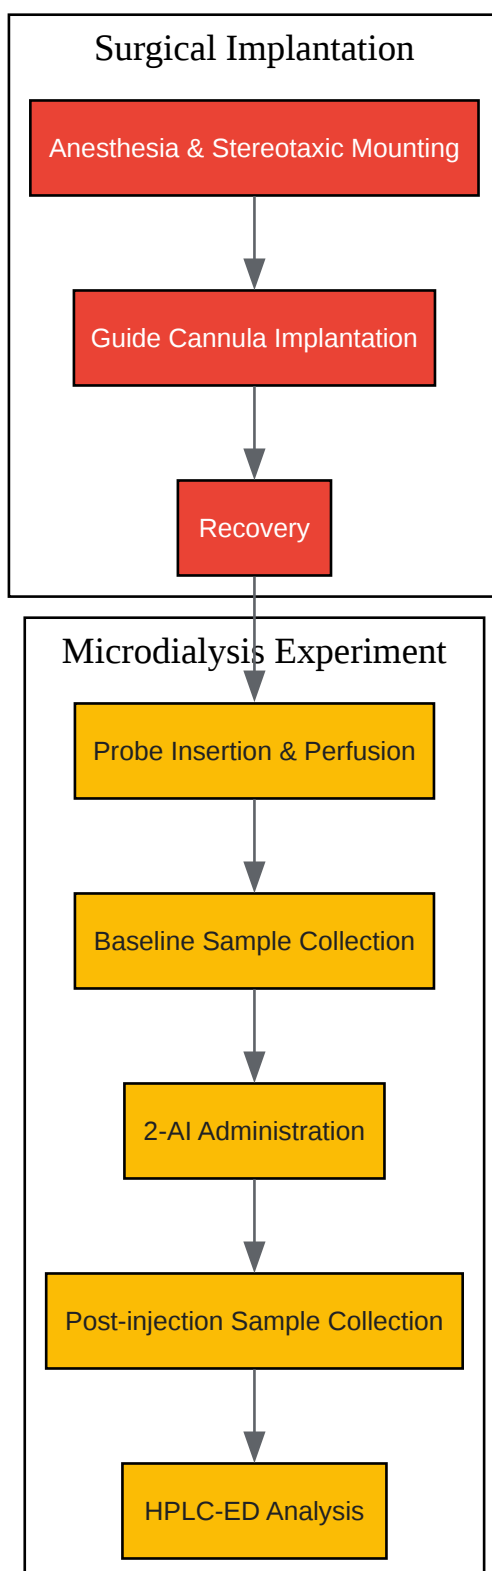 Surgical Implantation
Anesthesia & Stereotaxic Mounting
Guide Cannula Implantation
Recovery
Microdialysis Experiment
Probe Insertion & Perfusion
Baseline Sample Collection
2-AI Administration
Post-injection Sample Collection
HPLC-ED Analysis